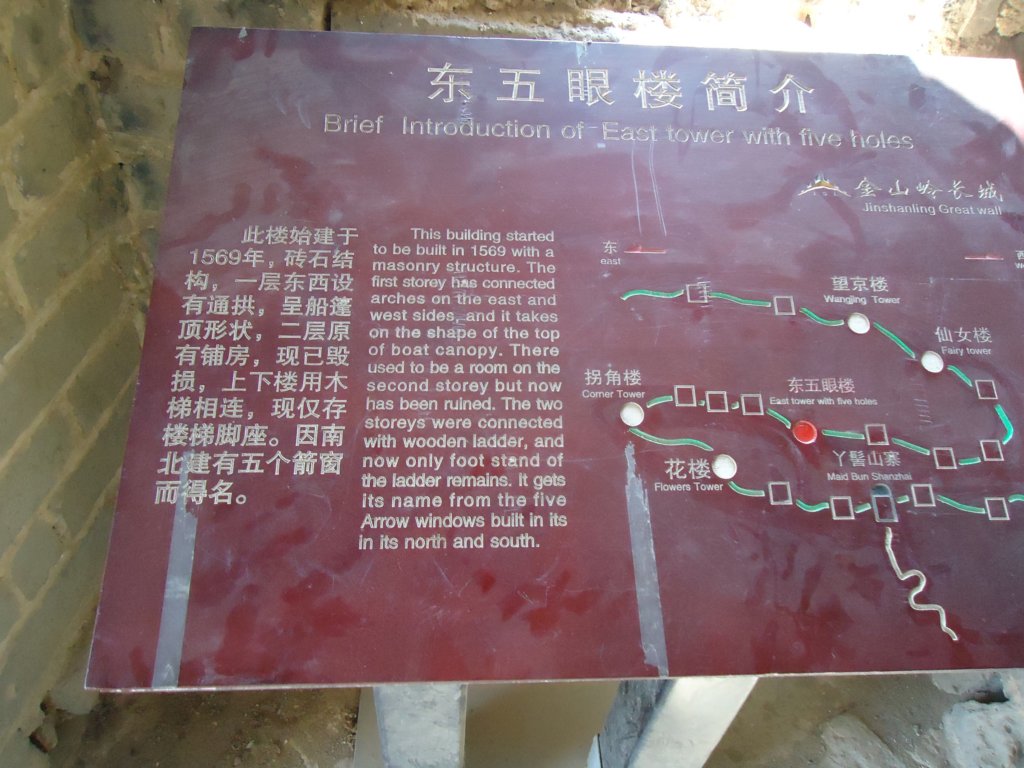 东五眼楼简介
Brief Introduction of East tower with five holes
金山岭长城
Jinshanling Great wall
此楼始建于
1569年，砖石结
构，一层东西设
有通拱，呈船篷
顶形状，二层原
有铺房，现已毁
损，上下楼用木
梯相连，现仅存
楼梯脚座。因南
北建有五个箭窗
而得名。
This building started
to be built in 1569 with a
masonry structure. The
first storey has connected
arches on the east and
west sides, and it takes
on the shape of the top
of boat canopy. There
used to be a room on the
second storey but now
has been ruined. The two
storeys were connected
with wooden ladder, and
now only foot stand of
the ladder remains. It gets
its name from the five
Arrow windows built in its
in its north and south.
东
east
西
望京楼
Wangjing Tower
仙女楼
Fairy tower
拐角楼
Corner Tower
东五眼楼
East tower with five holes
花楼
Flowers Tower
丫髻山寨
Maid Bun Shanzhai